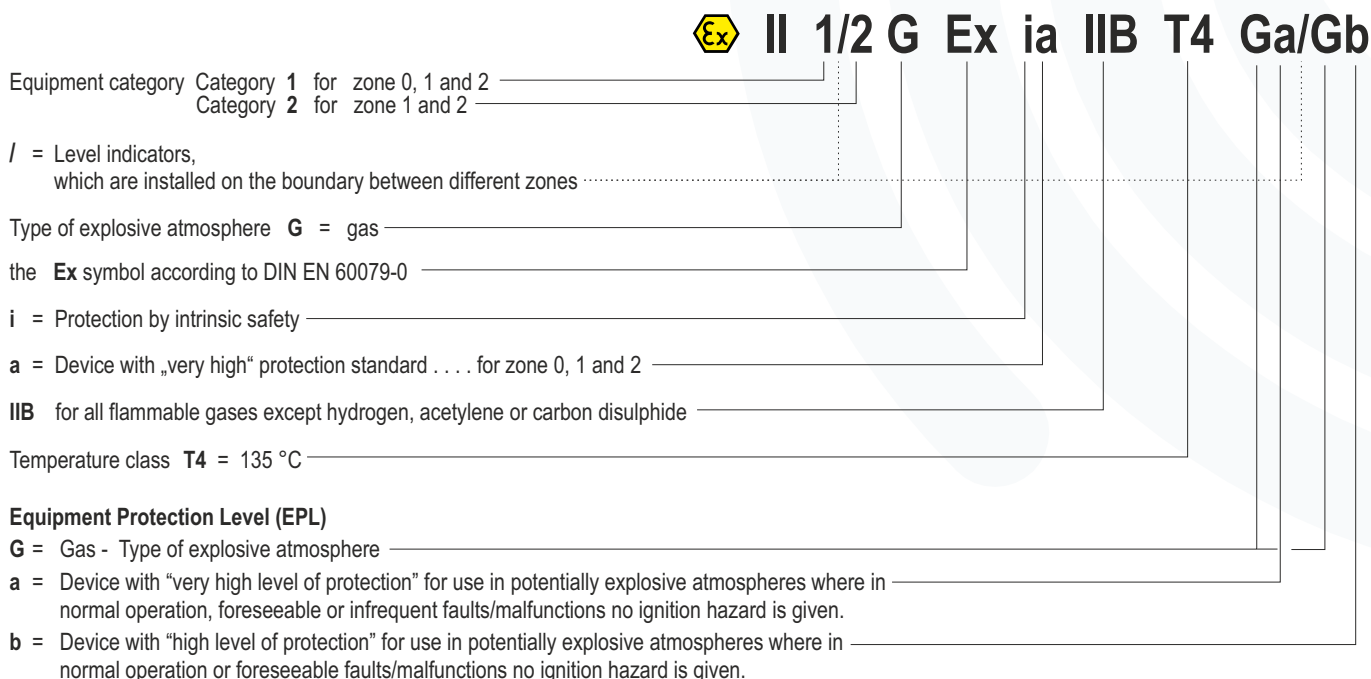 Ex II 1/2 G Ex ia IIB T4 Ga/Gb
Equipment category Category 1 for zone 0, 1 and 2
Category 2 for zone 1 and 2
/ = Level indicators,
which are installed on the boundary between different zones
Type of explosive atmosphere G = gas
the Ex symbol according to DIN EN 60079-0
i = Protection by intrinsic safety
a = Device with „very high“ protection standard . . . . for zone 0, 1 and 2
IIB for all flammable gases except hydrogen, acetylene or carbon disulphide
Temperature class T4 = 135 °C
Equipment Protection Level (EPL)
G = Gas - Type of explosive atmosphere
a = Device with “very high level of protection” for use in potentially explosive atmospheres where in
normal operation, foreseeable or infrequent faults/malfunctions no ignition hazard is given.
b = Device with “high level of protection” for use in potentially explosive atmospheres where in
normal operation or foreseeable faults/malfunctions no ignition hazard is given.